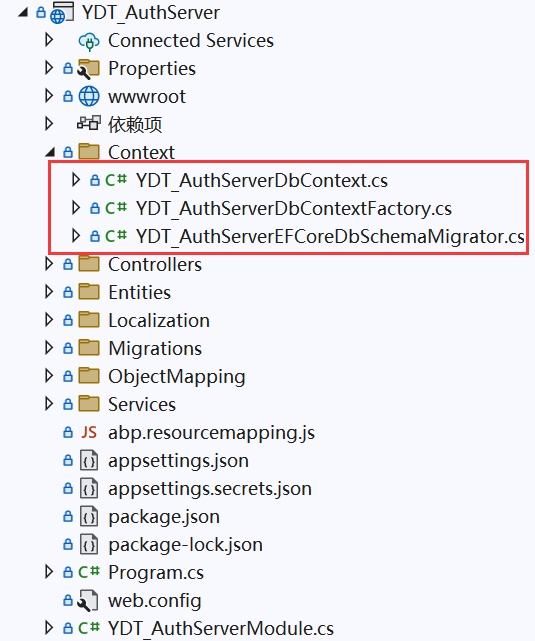 YDT_AuthServer
Connected Services
Properties
wwwroot
依赖项
Context
C# YDT_AuthServerDbContext.cs
C# YDT_AuthServerDbContextFactory.cs
C# YDT_AuthServerEFCoreDbSchemaMigrator.cs
Controllers
Entities
Localization
Migrations
ObjectMapping
Services
JS abp.resourcemapping.js
appsettings.json
appsettings.secrets.json
package.json
package-lock.json
C# Program.cs
web.config
C# YDT_AuthServerModule.cs